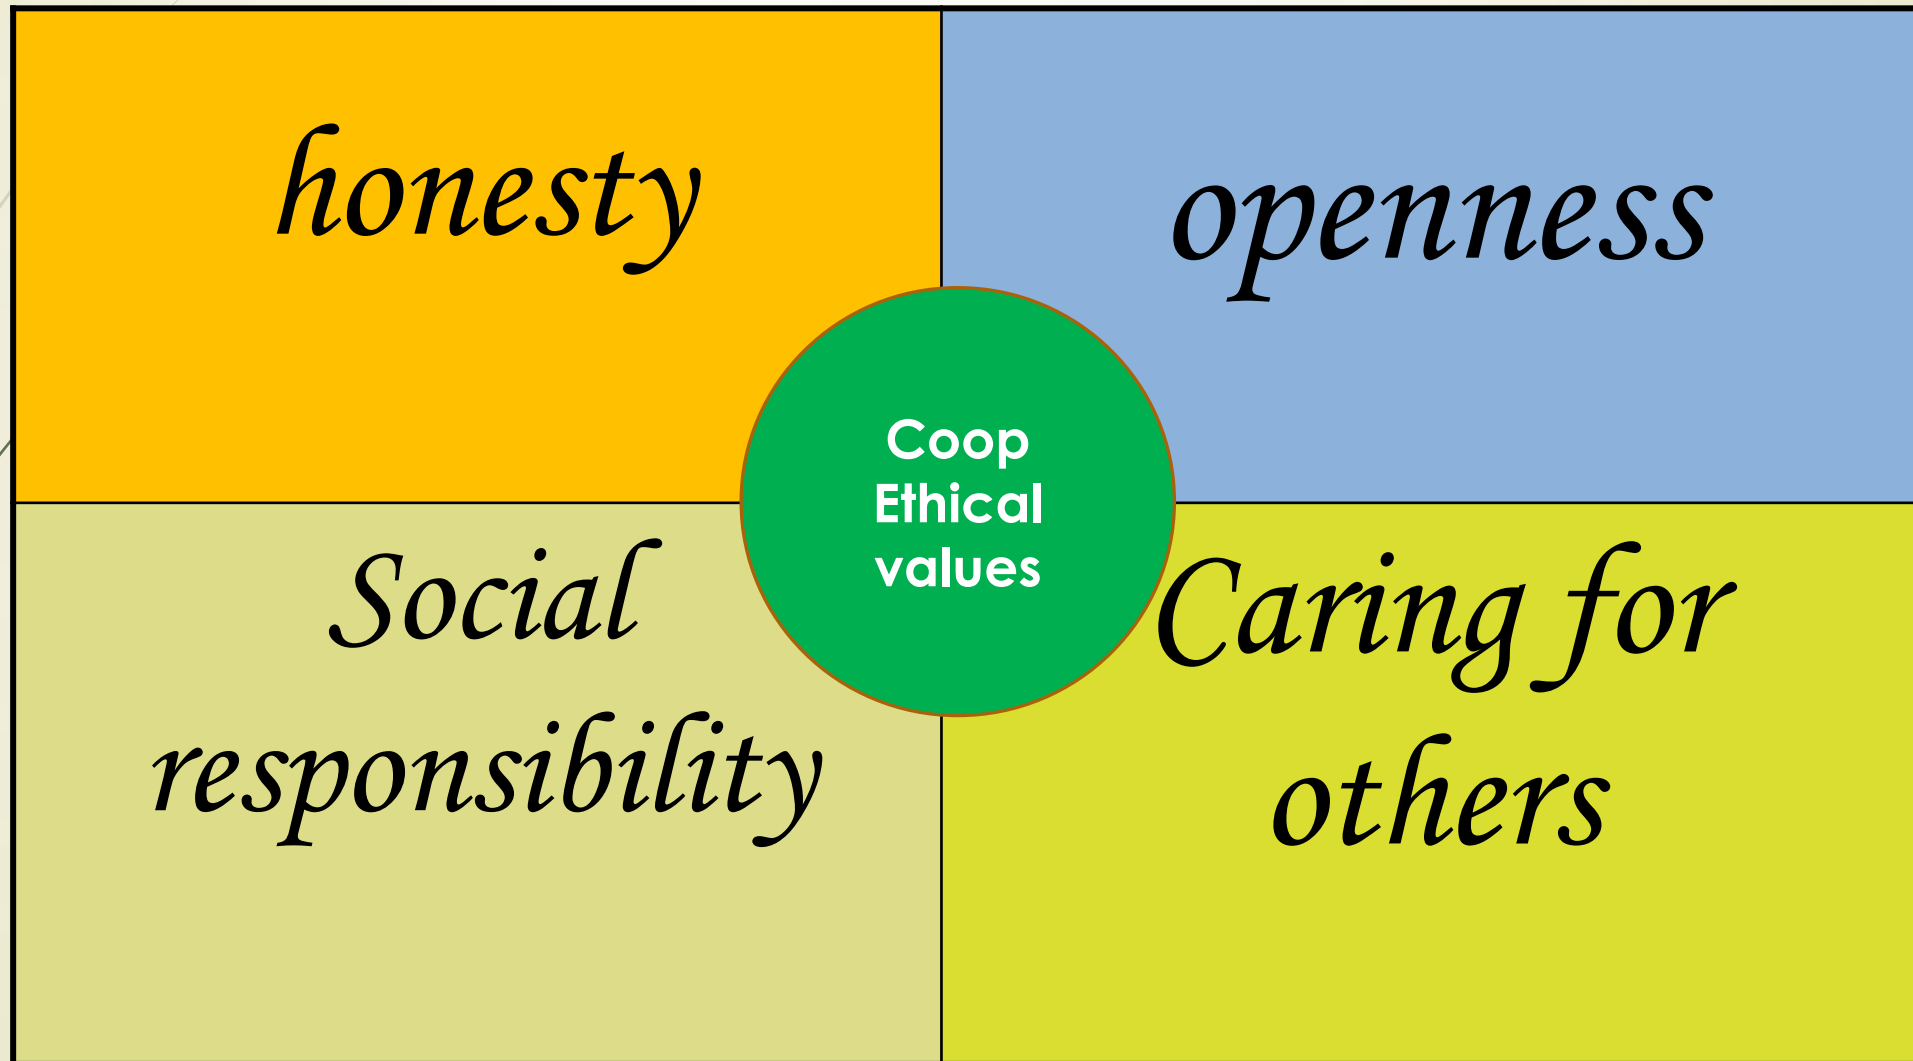 honesty
openness
Coop
Ethical
values
Social
responsibility
Caring for
others